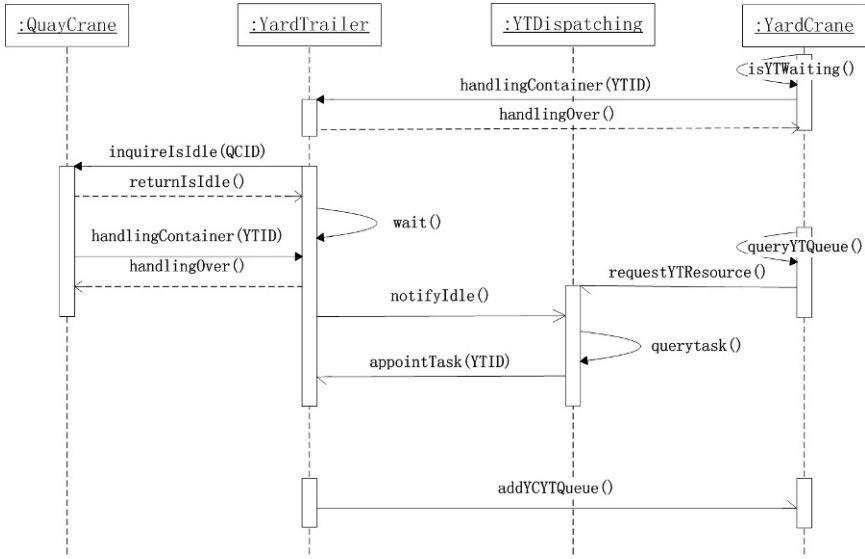 :QuayCrane
:YardTrailer
:YTDispatching
:YardCrane
isYTWaiting()
handlingContainer(YTID)
handlingOver()
inquireIsIdle(QCID)
returnIsIdle()
wait()
handlingContainer(YTID)
queryYTQueue()
handlingOver()
requestYTResource()
notifyIdle()
querytask()
appointTask(YTID)
addYCYTQueue()